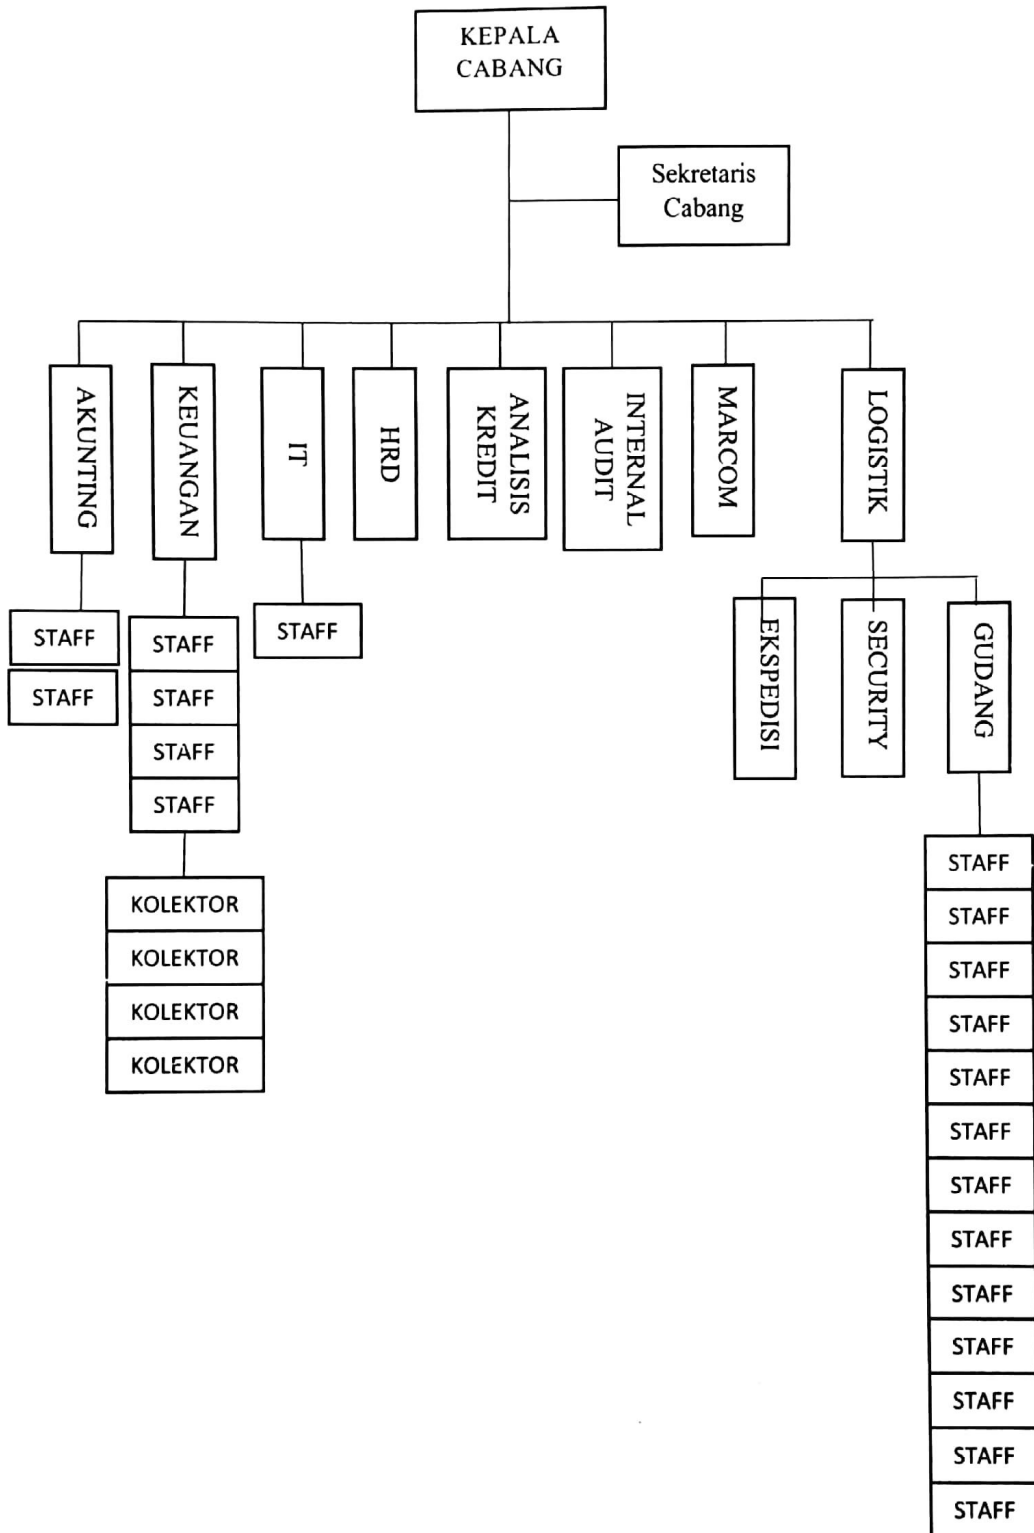 KEPALA
CABANG
Sekretaris
Cabang
AKUNTING
KEUANGAN
IT
HRD
ANALISIS
KREDIT
INTERNAL
AUDIT
MARCOM
LOGISTIK
STAFF
STAFF
STAFF
STAFF
STAFF
STAFF
STAFF
EKSPEDISI
SECURITY
GUDANG
KOLEKTOR
KOLEKTOR
KOLEKTOR
KOLEKTOR
STAFF
STAFF
STAFF
STAFF
STAFF
STAFF
STAFF
STAFF
STAFF
STAFF
STAFF
STAFF
STAFF